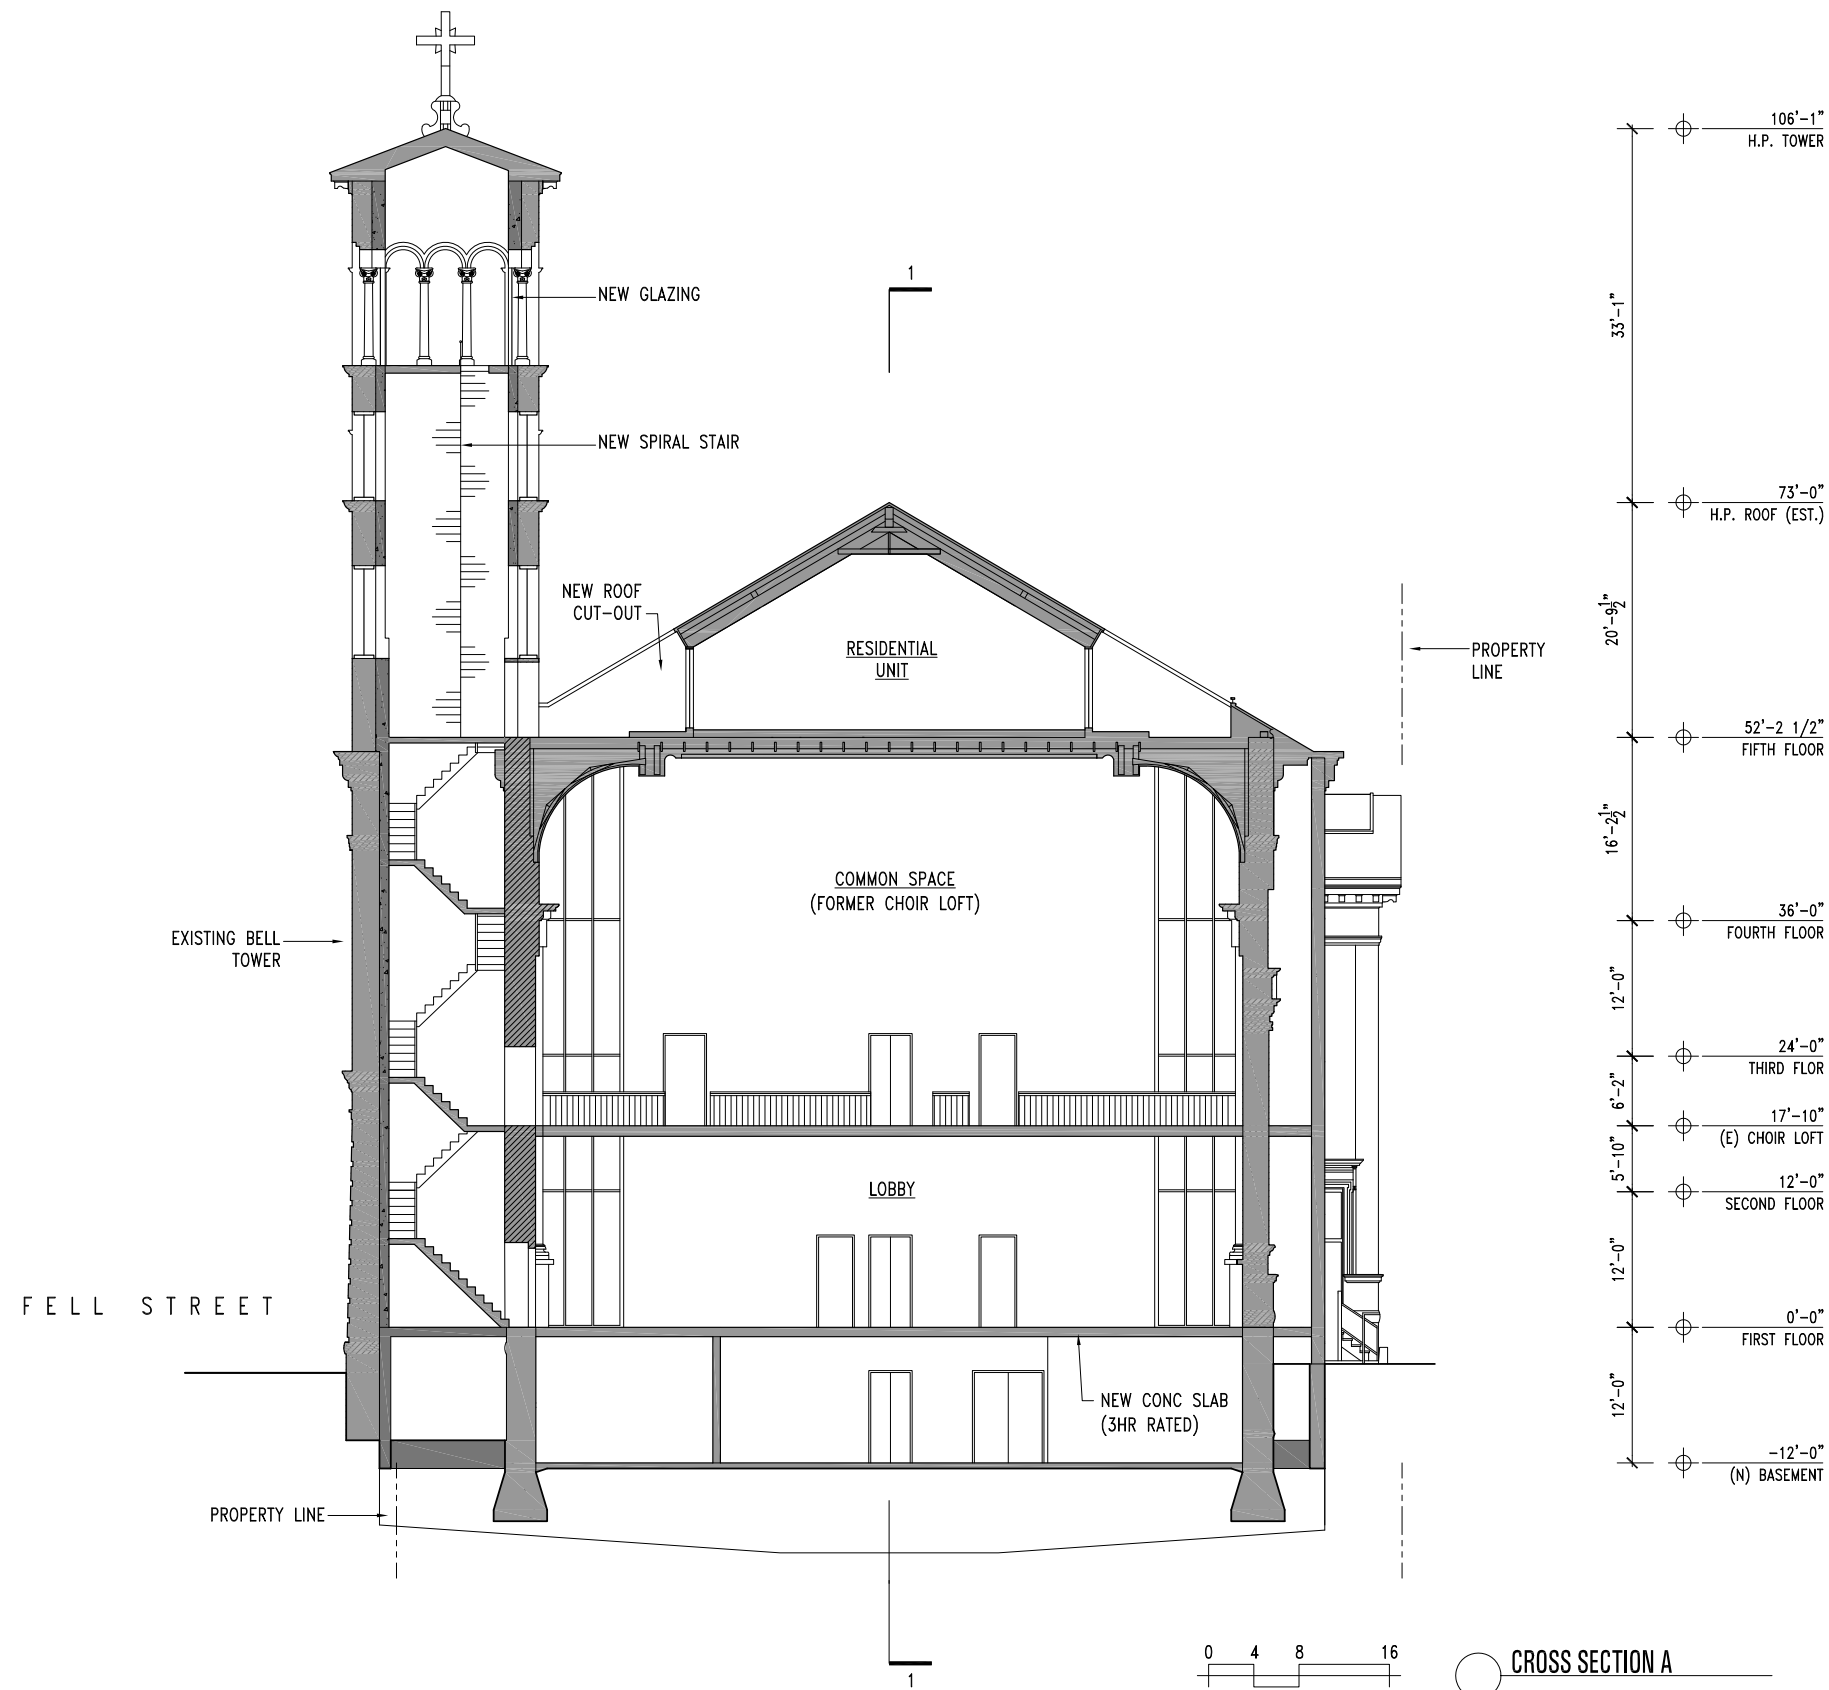 106'-1"
H.P. TOWER
1
NEW GLAZING
33'-1"
NEW SPIRAL STAIR
73'-0"
H.P. ROOF (EST.)
NEW ROOF
CUT-OUT
20'-9 1/2"
RESIDENTIAL
UNIT
PROPERTY
LINE
52'-2 1/2"
FIFTH FLOOR
16'-2 1/2"
COMMON SPACE
(FORMER CHOIR LOFT)
36'-0"
FOURTH FLOOR
EXISTING BELL
TOWER
12'-0"
24'-0"
THIRD FLOR
6'-2"
17'-10"
(E) CHOIR LOFT
5'-10"
LOBBY
12'-0"
SECOND FLOOR
12'-0"
FELL STREET
0'-0"
FIRST FLOOR
12'-0"
NEW CONC SLAB
(3HR RATED)
-12'-0"
(N) BASEMENT
PROPERTY LINE
1
0 4 8 16
CROSS SECTION A